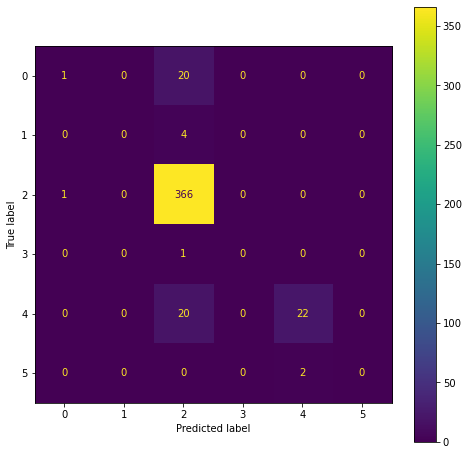 0 1 0 20 0 0 0
1 0 0 4 0 0 0
2 1 0 366 0 0 0
3 0 0 1 0 0 0
4 0 0 20 0 22 0
5 0 0 0 0 2 0
0 1 2 3 4 5
Predicted label
True label
350
300
250
200
150
100
50
0